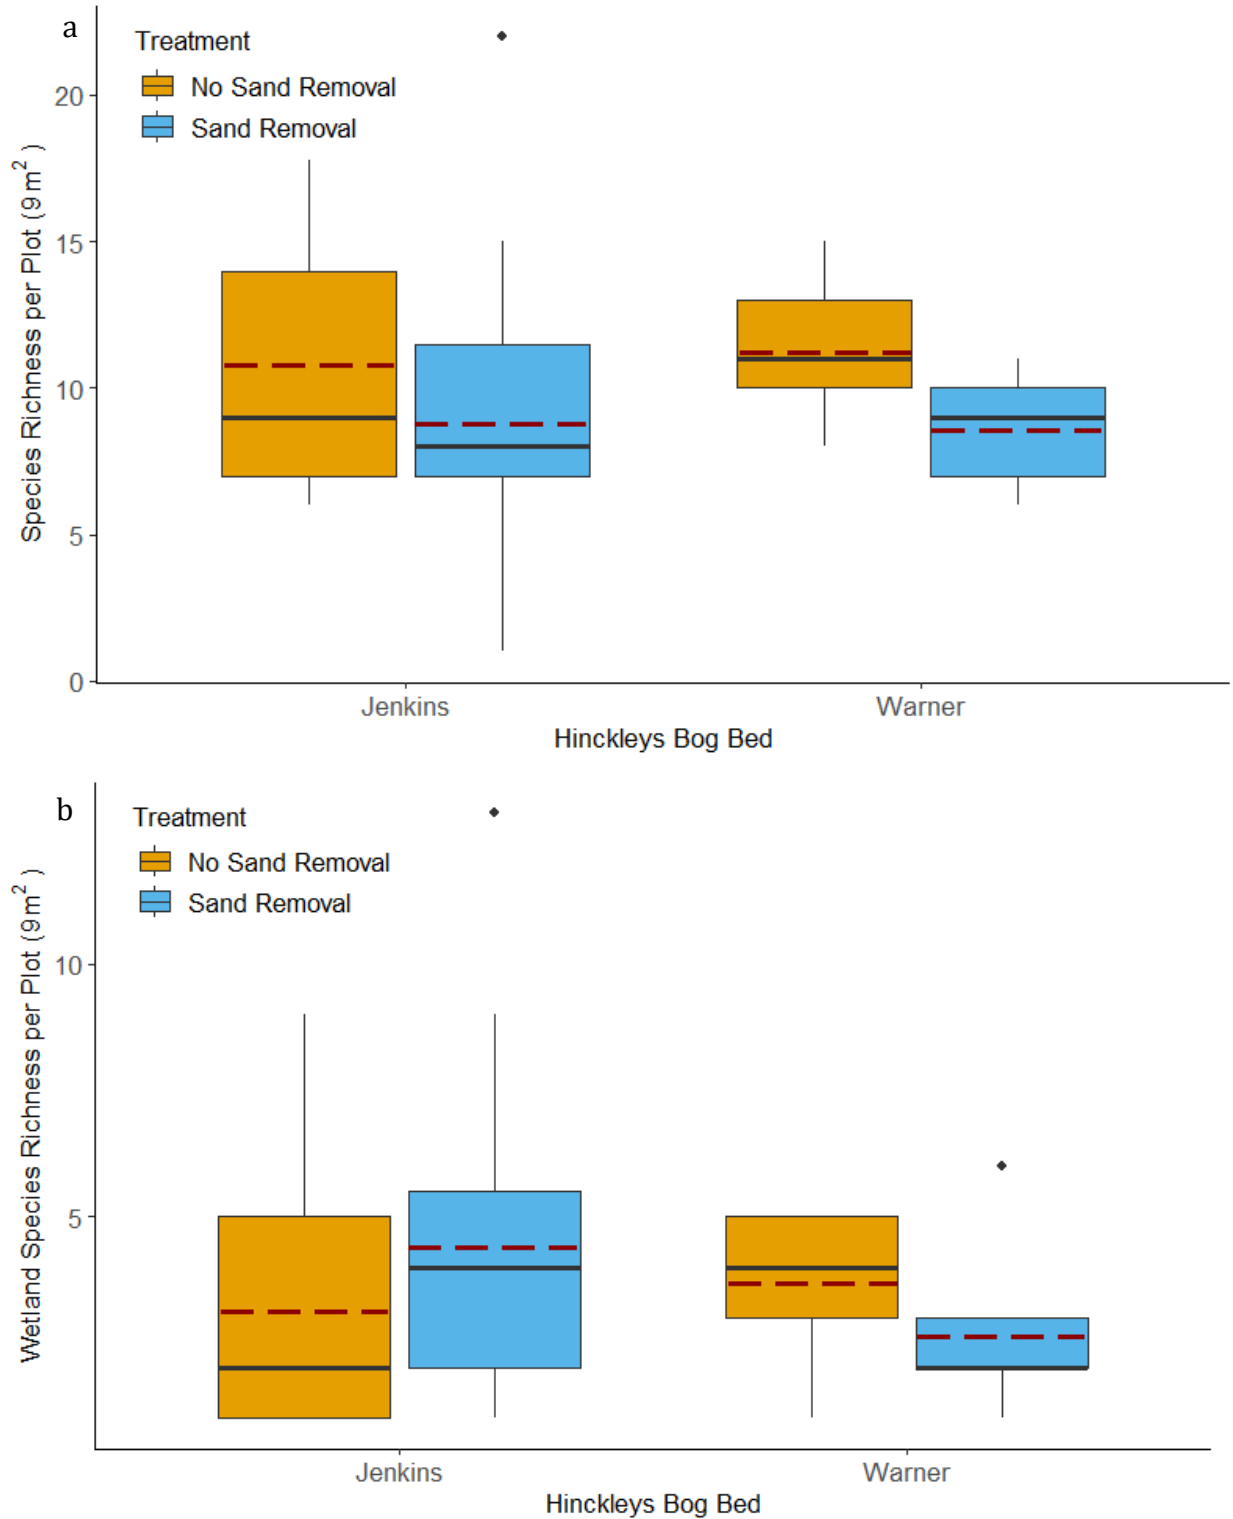 a
Treatment
No Sand Removal
Sand Removal
Species Richness per Plot (9m²)
20
15
10
5
0
Jenkins
Warner
Hinckleys Bog Bed
b
Treatment
No Sand Removal
Sand Removal
Wetland Species Richness per Plot (9m²)
10
5
Jenkins
Warner
Hinckleys Bog Bed